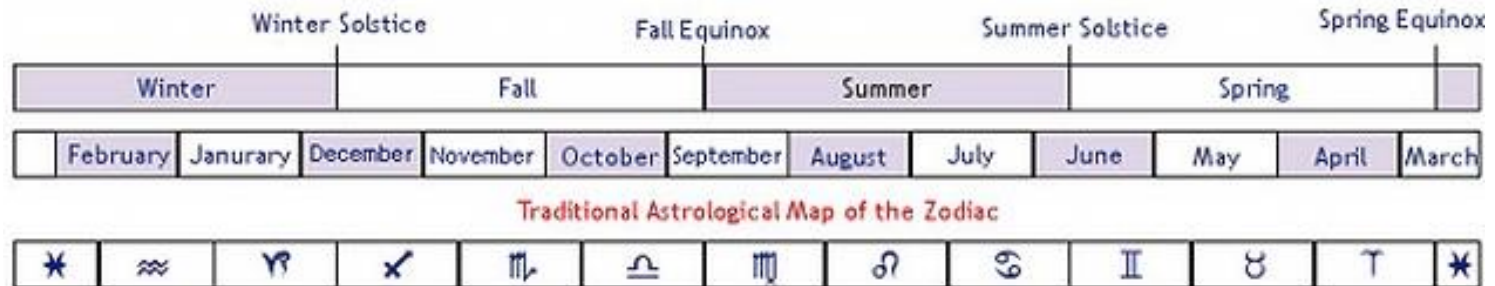 Winter Solstice Fall Equinox Summer Solstice Spring Equinox
Winter Fall Summer Spring
February Janurary December November October September August July June May April March
Traditional Astrological Map of the Zodiac
♓ ♒ ♑ ♐ ♏ ♎ ♍ ♌ ♋ ♊ ♉ ♈ ♓